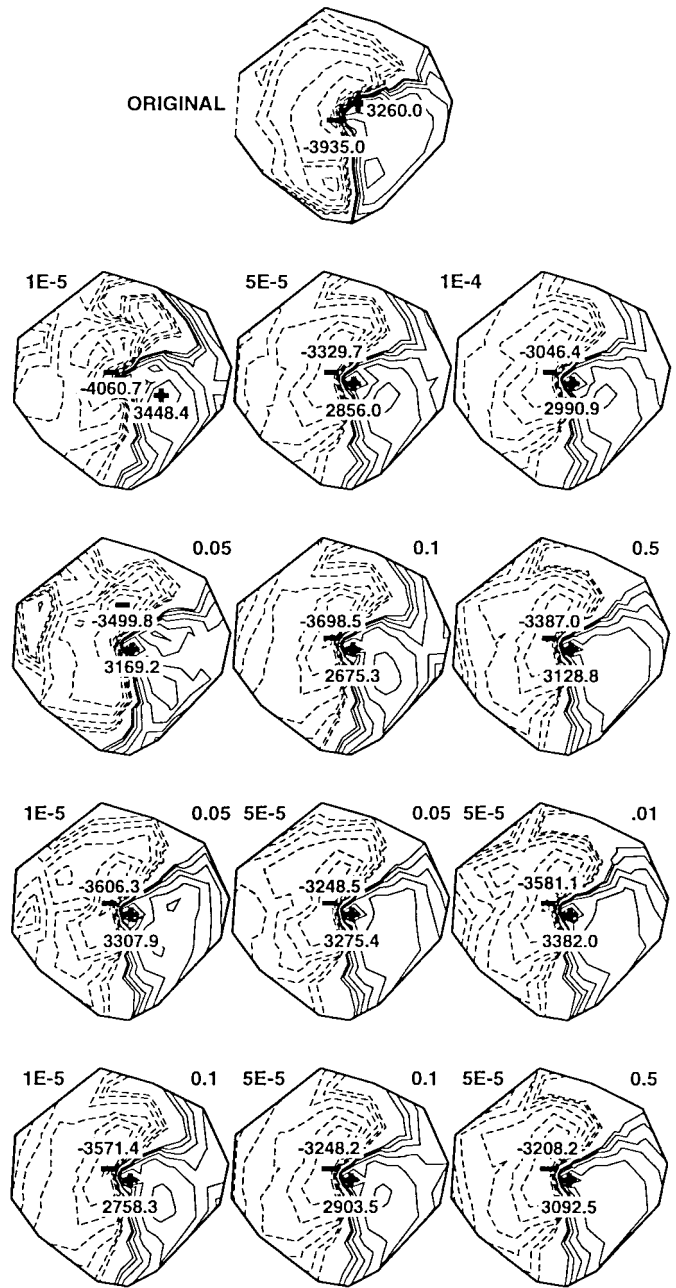 ORIGINAL
3260.0
-3935.0
1E-5 5E-5 1E-4
-4060.7 -3329.7 -3046.4
3448.4 2856.0 2990.9
0.05 0.1 0.5
-3499.8 -3698.5 -3387.0
3169.2 2675.3 3128.8
1E-5 0.05 5E-5 0.05 5E-5 .01
-3606.3 -3248.5 -3581.1
3307.9 3275.4 3382.0
1E-5 0.1 5E-5 0.1 5E-5 0.5
-3571.4 -3248.2 -3208.2
2758.3 2903.5 3092.5